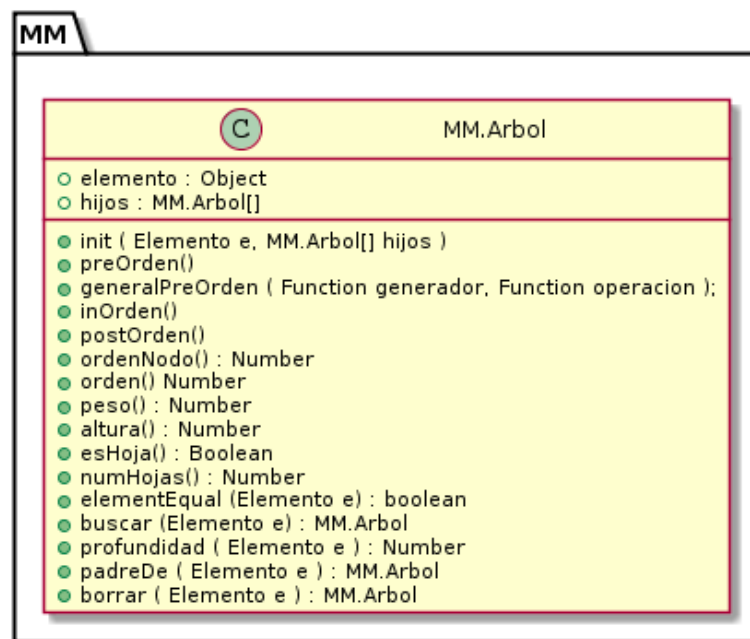 MM
C MM.Arbol
elemento : Object
hijos : MM.Arbol[]
init ( Elemento e, MM.Arbol[] hijos )
preOrden()
generalPreOrden ( Function generador, Function operacion );
inOrden()
postOrden()
ordenNodo() : Number
orden() Number
peso() : Number
altura() : Number
esHoja() : Boolean
numHojas() : Number
elementEqual (Elemento e) : boolean
buscar (Elemento e) : MM.Arbol
profundidad ( Elemento e ) : Number
padreDe ( Elemento e ) : MM.Arbol
borrar ( Elemento e ) : MM.Arbol